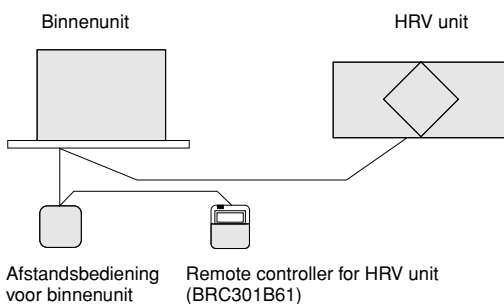 Binnenunit
HRV unit
Afstandsbediening
voor binnenunit
Remote controller for HRV unit
(BRC301B61)